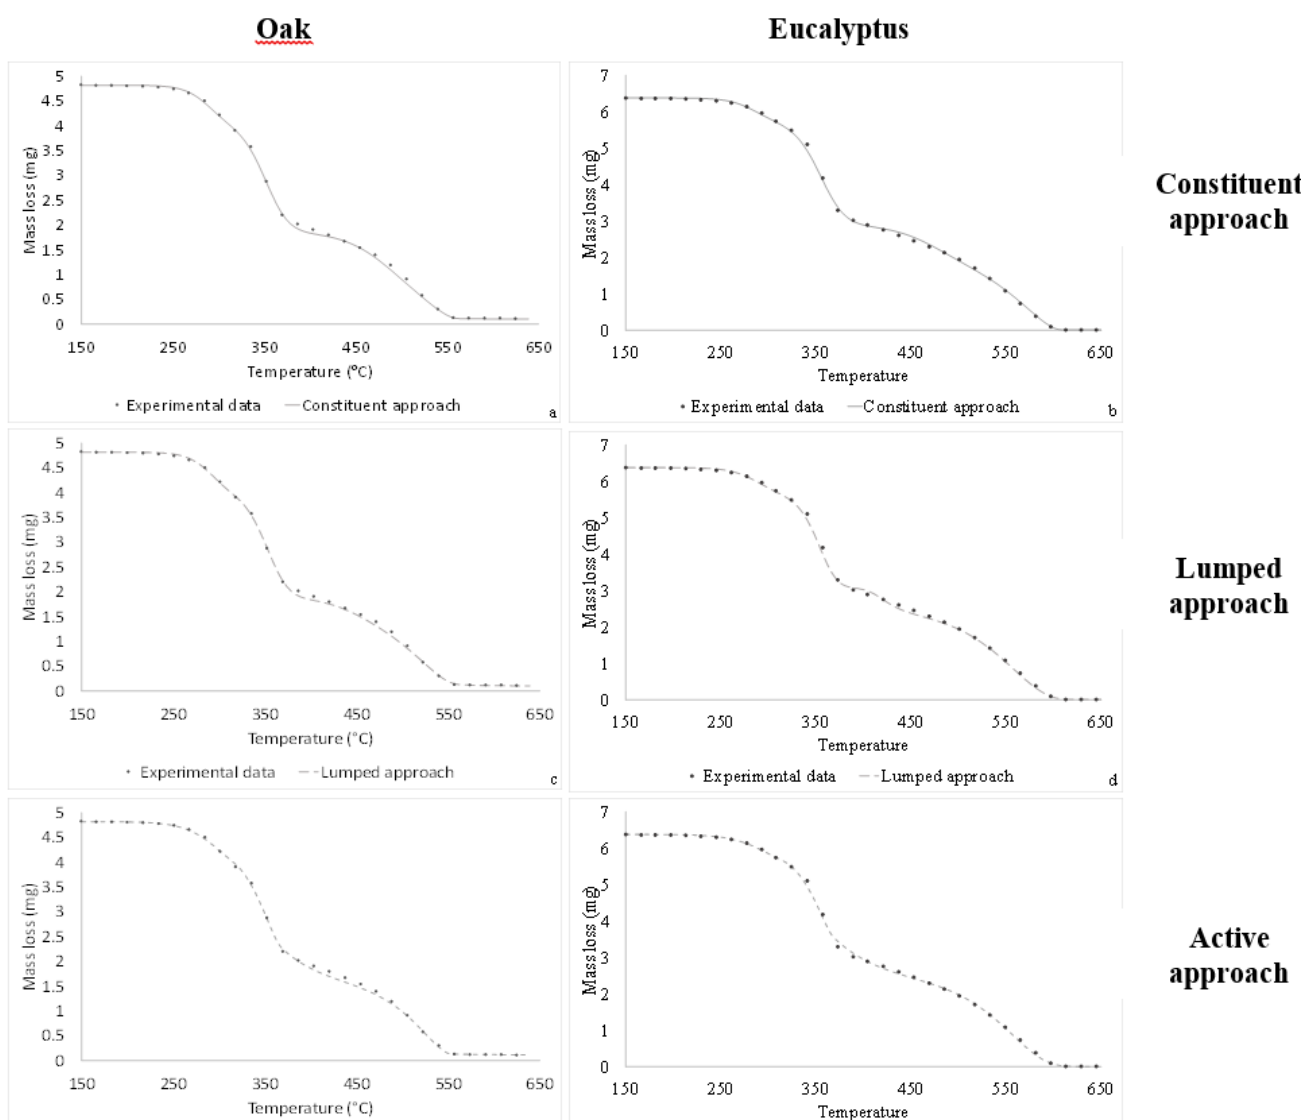 Oak
Eucalyptus
5
4.5
4
3.5
3
2.5
2
1.5
1
0.5
0
Mass loss (mg)
150 250 350 450 550 650
Temperature (°C)
Experimental data Constituent approach
a
7
6
5
4
3
2
1
0
Mass loss (mg)
150 250 350 450 550 650
Temperature
Experimental data Constituent approach
b
Constituent
approach
5
4.5
4
3.5
3
2.5
2
1.5
1
0.5
0
Mass loss (mg)
150 250 350 450 550 650
Temperature (°C)
Experimental data Lumped approach
c
7
6
5
4
3
2
1
0
Mass loss (mg)
150 250 350 450 550 650
Temperature
Experimental data Lumped approach
d
Lumped
approach
5
4.5
4
3.5
3
2.5
2
1.5
1
0.5
0
Mass loss (mg)
150 250 350 450 550 650
Temperature (°C)
7
6
5
4
3
2
1
0
Mass loss (mg)
150 250 350 450 550 650
Temperature
Active
approach